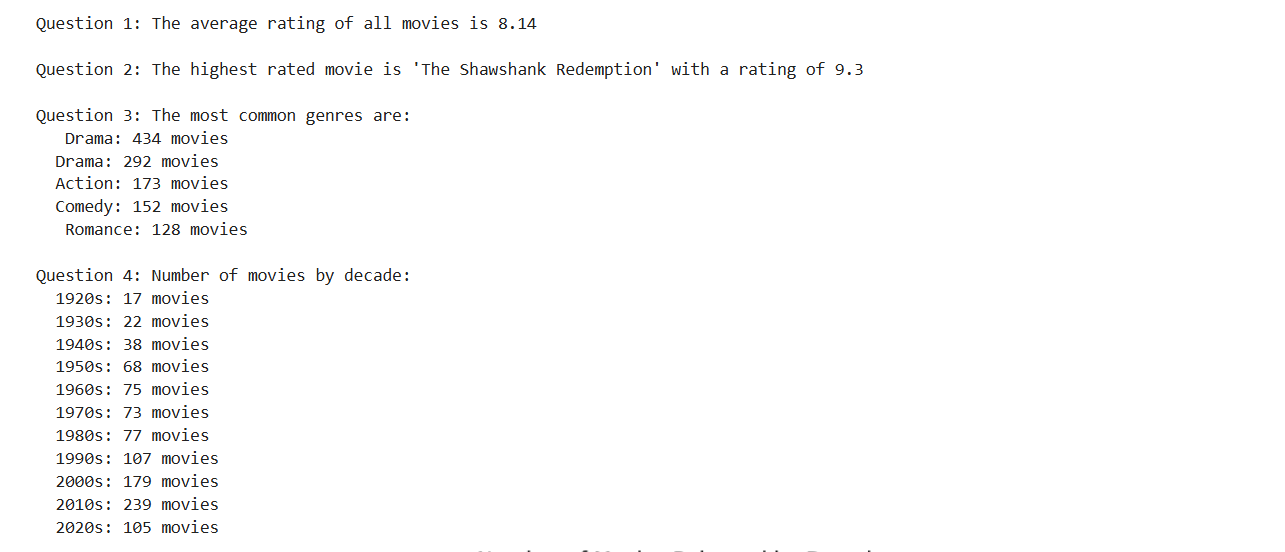 Question 1: The average rating of all movies is 8.14
Question 2: The highest rated movie is 'The Shawshank Redemption' with a rating of 9.3
Question 3: The most common genres are:
Drama: 434 movies
Drama: 292 movies
Action: 173 movies
Comedy: 152 movies
Romance: 128 movies
Question 4: Number of movies by decade:
1920s: 17 movies
1930s: 22 movies
1940s: 38 movies
1950s: 68 movies
1960s: 75 movies
1970s: 73 movies
1980s: 77 movies
1990s: 107 movies
2000s: 179 movies
2010s: 239 movies
2020s: 105 movies